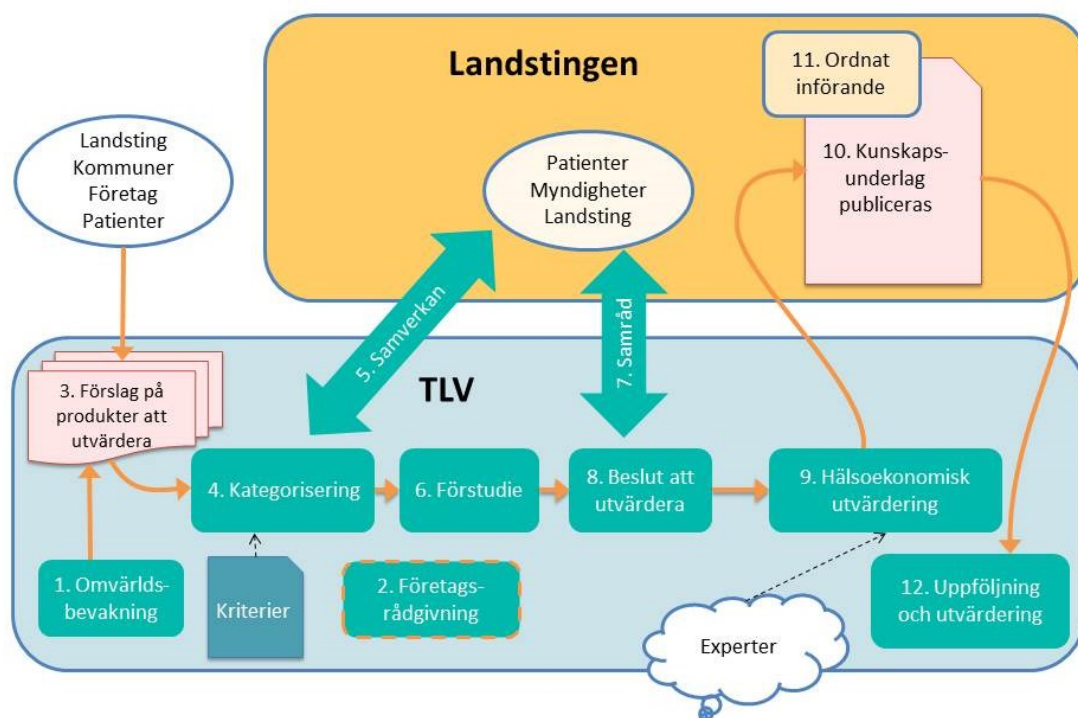 Landstingen
11. Ordnat
införande
10. Kunskaps-
underlag
publiceras
Landsting
Kommuner
Företag
Patienter
Patienter
Myndigheter
Landsting
5. Samverkan
7. Samråd
TLV
3. Förslag på
produkter att
utvärdera
4. Kategorisering
6. Förstudie
8. Beslut att
utvärdera
9. Hälsoekonomisk
utvärdering
1. Omvärlds-
bevakning
Kriterier
2. Företags-
rådgivning
Experter
12. Uppföljning
och utvärdering